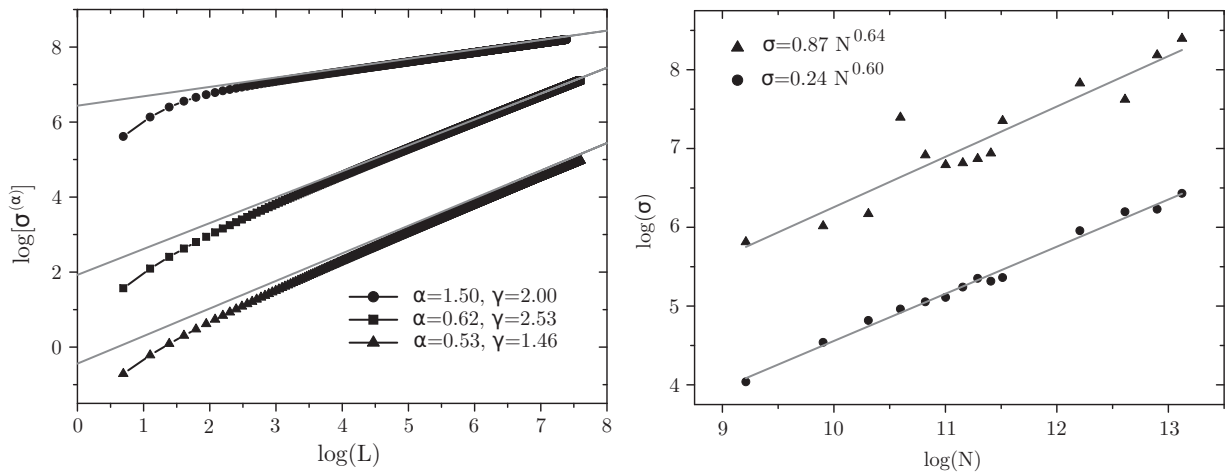 8
6
4
2
0
log[σ^(α)]
α=1.50, γ=2.00
α=0.62, γ=2.53
α=0.53, γ=1.46
0 1 2 3 4 5 6 7 8
log(L)
σ=0.87 N^0.64
σ=0.24 N^0.60
8
7
6
5
4
log(σ)
9 10 11 12 13
log(N)